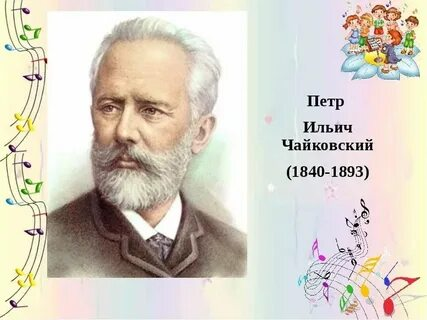 Петр
Ильич
Чайковский
(1840-1893)